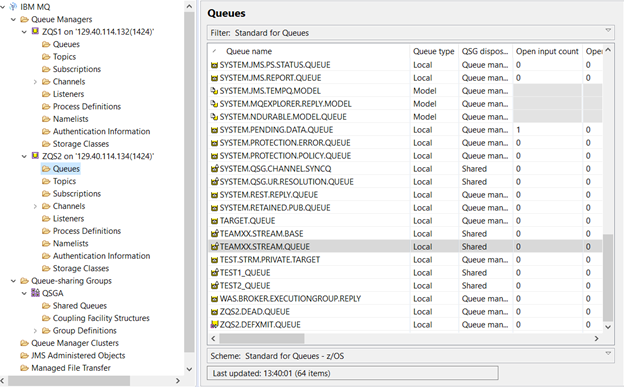 IBM MQ
Queue Managers
ZQS1 on '129.40.114.132(1424)'
Queues
Topics
Subscriptions
Channels
Listeners
Process Definitions
Namelists
Authentication Information
Storage Classes
ZQS2 on '129.40.114.134(1424)'
Queues
Topics
Subscriptions
Channels
Listeners
Process Definitions
Namelists
Authentication Information
Storage Classes
Queue-sharing Groups
QSGA
Shared Queues
Coupling Facility Structures
Group Definitions
Queue Manager Clusters
JMS Administered Objects
Managed File Transfer
Queues
Filter: Standard for Queues
Queue name Queue type QSG dispos... Open input count Oper
SYSTEM.JMS.PS.STATUS.QUEUE Local Queue man... 0 0
SYSTEM.JMS.REPORT.QUEUE Local Queue man... 0 0
SYSTEM.JMS.TEMPQ.MODEL Model Queue man...
SYSTEM.MQEXPLORER.REPLY.MODEL Model Queue man...
SYSTEM.NDURABLE.MODEL.QUEUE Model Queue man...
SYSTEM.PENDING.DATA.QUEUE Local Queue man... 1 0
SYSTEM.PROTECTION.ERROR.QUEUE Local Queue man... 0 0
SYSTEM.PROTECTION.POLICY.QUEUE Local Queue man... 0 0
SYSTEM.QSG.CHANNEL.SYNCQ Local Shared 0 0
SYSTEM.QSG.UR.RESOLUTION.QUEUE Local Shared 0 0
SYSTEM.REST.REPLY.QUEUE Local Queue man... 0 0
SYSTEM.RETAINED.PUB.QUEUE Local Queue man... 0 0
TARGET.QUEUE Local Queue man... 0 0
TEAMXX.STREAM.BASE Local Shared 0 0
TEAMXX.STREAM.QUEUE Local Shared 0 0
TEST.STRM.PRIVATE.TARGET Local Queue man... 0 0
TEST1_QUEUE Local Shared 0 0
TEST2_QUEUE Local Shared 0 0
WAS.BROKER.EXECUTIONGROUP.REPLY Local Queue man... 0 0
ZQS2.DEAD.QUEUE Local Queue man... 0 0
ZQS2.DEFXMIT.QUEUE Local Queue man... 0 0
Scheme: Standard for Queues - z/OS
Last updated: 13:40:01 (64 items)